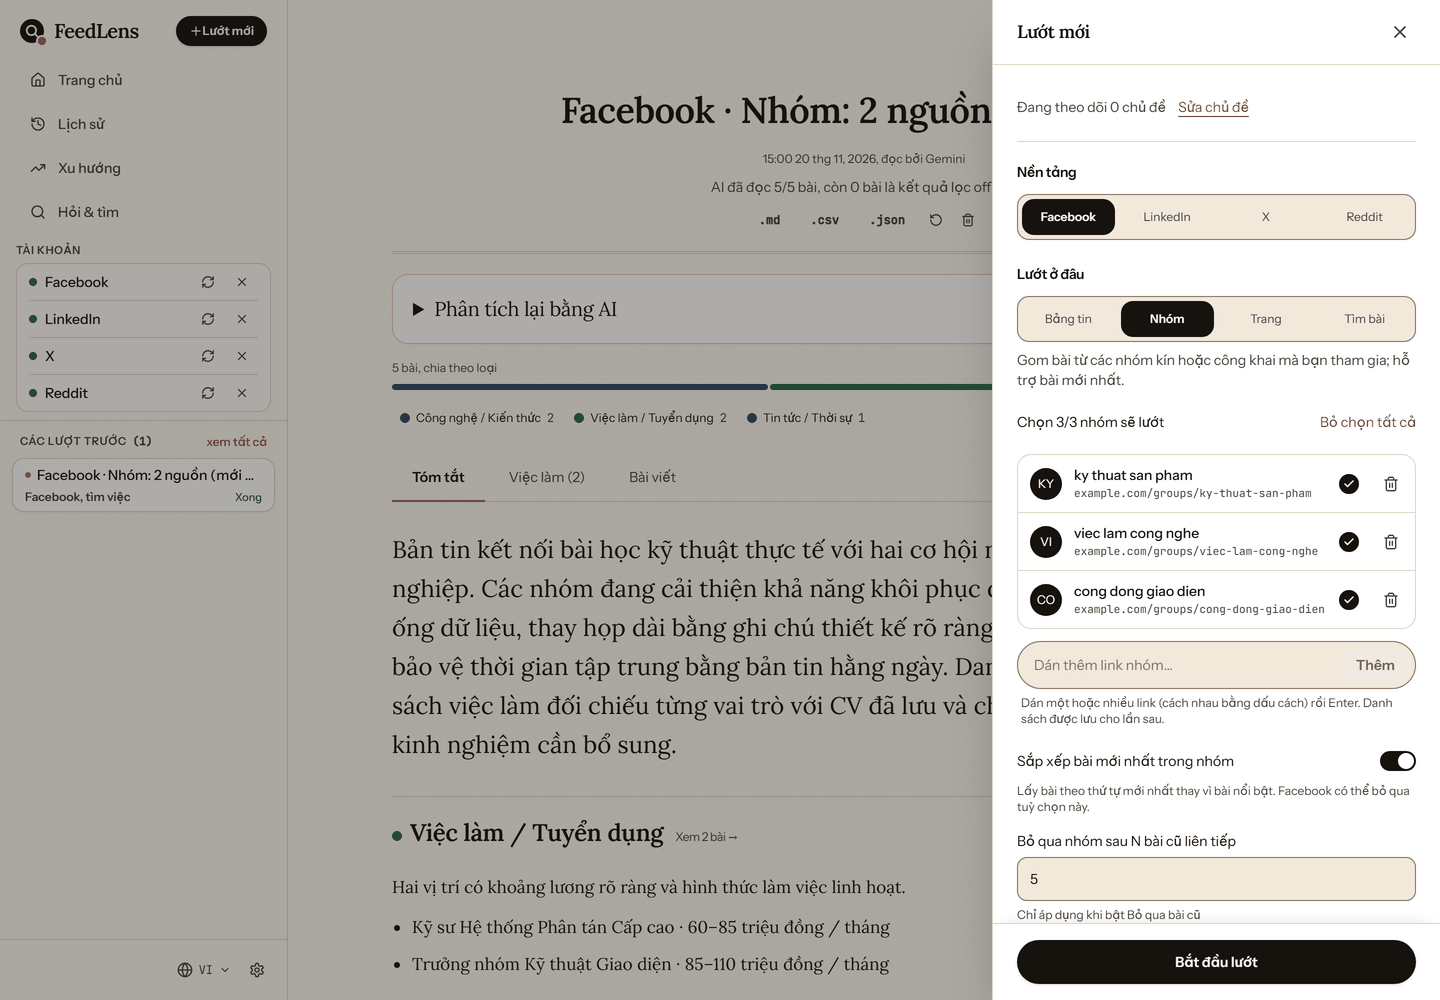 FeedLens
+Lướt mới
Trang chủ
Lịch sử
Xu hướng
Hỏi & tìm
TÀI KHOẢN
Facebook
LinkedIn
X
Reddit
CÁC LƯỢT TRƯỚC (1)
xem tất cả
Facebook · Nhóm: 2 nguồn (mới ...
Facebook, tìm việc
Xong
VI
Facebook · Nhóm: 2 nguồn
15:00 20 thg 11, 2026, đọc bởi Gemini
AI đã đọc 5/5 bài, còn 0 bài là kết quả lọc off
.md .csv .json
Phân tích lại bằng AI
5 bài, chia theo loại
Công nghệ / Kiến thức 2
Việc làm / Tuyển dụng 2
Tin tức / Thời sự 1
Tóm tắt
Việc làm (2)
Bài viết
Bản tin kết nối bài học kỹ thuật thực tế với hai cơ hội n
nghiệp. Các nhóm đang cải thiện khả năng khôi phục
ống dữ liệu, thay họp dài bằng ghi chú thiết kế rõ ràng
bảo vệ thời gian tập trung bằng bản tin hằng ngày. Dan
sách việc làm đối chiếu từng vai trò với CV đã lưu và ch
kinh nghiệm cần bổ sung.
Việc làm / Tuyển dụng
Xem 2 bài →
Hai vị trí có khoảng lương rõ ràng và hình thức làm việc linh hoạt.
• Kỹ sư Hệ thống Phân tán Cấp cao · 60–85 triệu đồng / tháng
• Trưởng nhóm Kỹ thuật Giao diện · 85–110 triệu đồng / tháng
Lướt mới
Đang theo dõi 0 chủ đề Sửa chủ đề
Nền tảng
Facebook LinkedIn X Reddit
Lướt ở đâu
Bảng tin Nhóm Trang Tìm bài
Gom bài từ các nhóm kín hoặc công khai mà bạn tham gia; hỗ
trợ bài mới nhất.
Chọn 3/3 nhóm sẽ lướt
Bỏ chọn tất cả
KY
ky thuat san pham
example.com/groups/ky-thuat-san-pham
VI
viec lam cong nghe
example.com/groups/viec-lam-cong-nghe
CO
cong dong giao dien
example.com/groups/cong-dong-giao-dien
Dán thêm link nhóm...
Thêm
Dán một hoặc nhiều link (cách nhau bằng dấu cách) rồi Enter. Danh
sách được lưu cho lần sau.
Sắp xếp bài mới nhất trong nhóm
Lấy bài theo thứ tự mới nhất thay vì bài nổi bật. Facebook có thể bỏ qua
tuỳ chọn này.
Bỏ qua nhóm sau N bài cũ liên tiếp
5
Chỉ áp dụng khi bật Bỏ qua bài cũ
Bắt đầu lướt